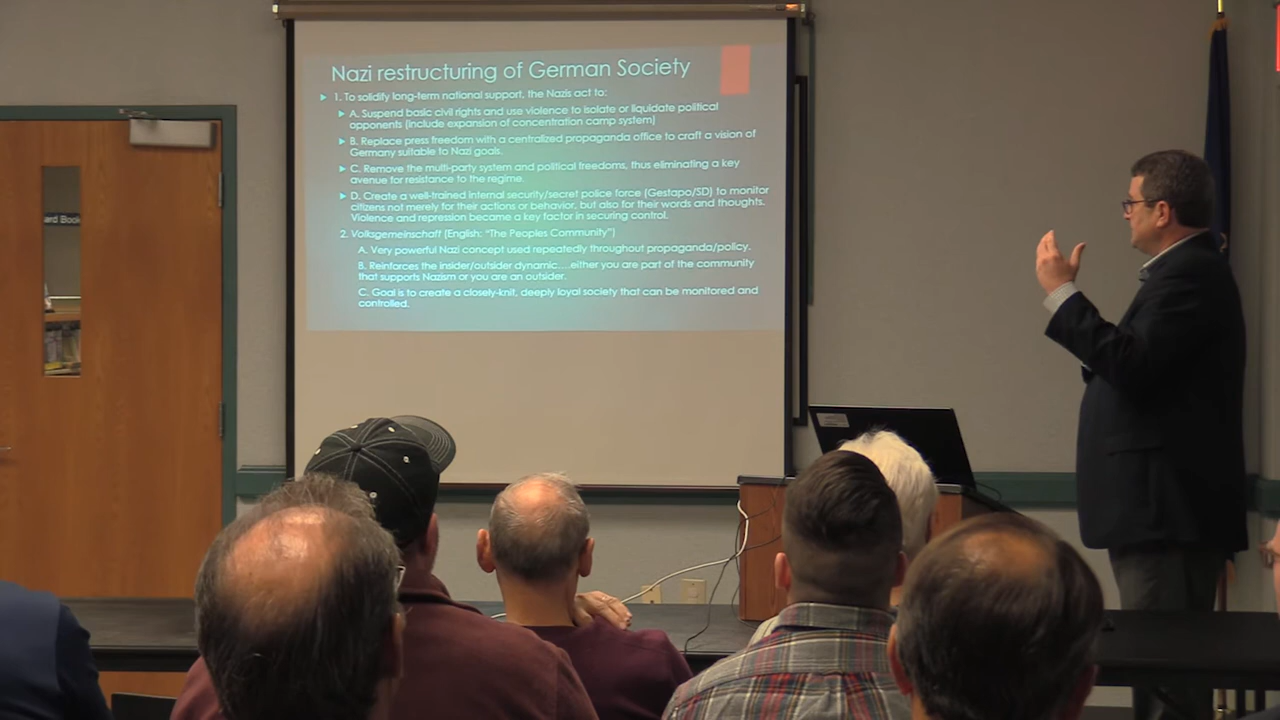 Nazi restructuring of German Society
1. To solidify long-term national support, the Nazis act to:
A. Suspend basic civil rights and use violence to isolate or liquidate political
opponents (include expansion of concentration camp system)
B. Replace press freedom with a centralized propaganda office to craft a vision of
Germany suitable to Nazi goals.
C. Remove the multi-party system and political freedoms, thus eliminating a key
avenue for resistance to the regime.
D. Create a well-trained internal security/secret police force (Gestapo/SD) to monitor
citizens not merely for their actions or behavior, but also for their words and thoughts.
Violence and repression became a key factor in securing control.
2. Volksgemeinschaft (English: "The Peoples Community")
A. Very powerful Nazi concept used repeatedly throughout propaganda/policy.
B. Reinforces the insider/outsider dynamic....either you are part of the community
that supports Nazism or you are an outsider.
C. Goal is to create a closely-knit, deeply loyal society that can be monitored and
controlled.
ard Book